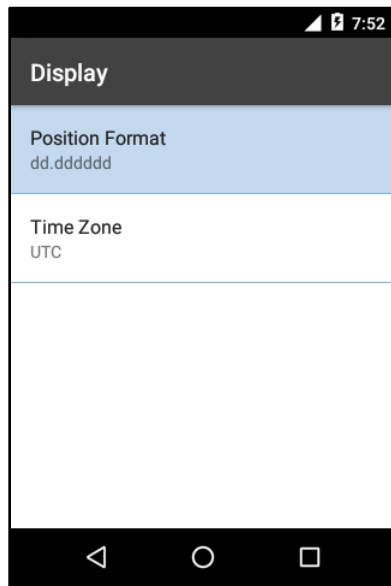 7:52
Display
Position Format
dd.dddddd
Time Zone
UTC